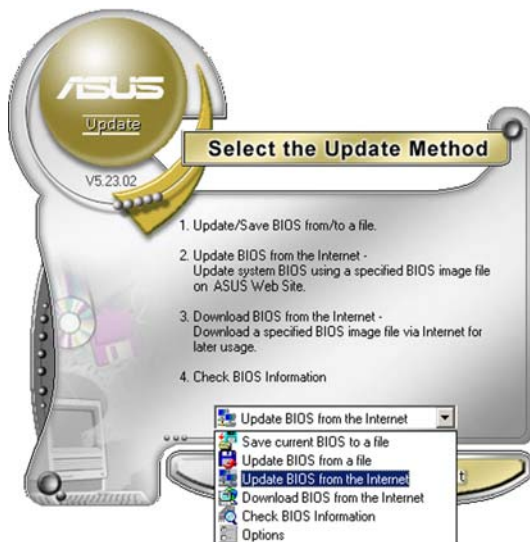 ASUS
Update
V5.23.02
Select the Update Method
1. Update/Save BIOS from/to a file.
2. Update BIOS from the Internet -
Update system BIOS using a specified BIOS image file
on ASUS Web Site.
3. Download BIOS from the Internet -
Download a specified BIOS image file via Internet for
later usage.
4. Check BIOS Information
Update BIOS from the Internet
Save current BIOS to a file
Update BIOS from a file
Update BIOS from the Internet
Download BIOS from the Internet
Check BIOS Information
Options